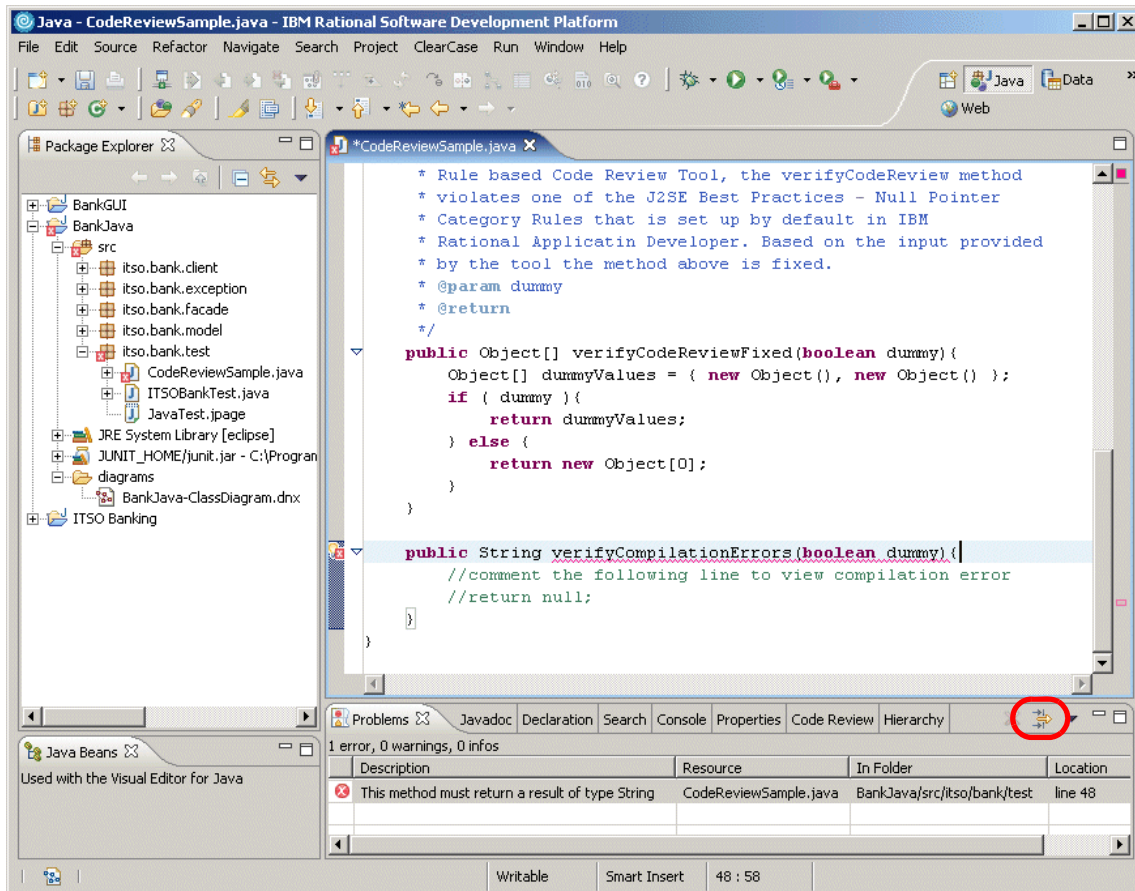 Java - CodeReviewSample.java - IBM Rational Software Development Platform
File Edit Source Refactor Navigate Search Project ClearCase Run Window Help
Java Data »
Web
Package Explorer
BankGUI
BankJava
src
itso.bank.client
itso.bank.exception
itso.bank.facade
itso.bank.model
itso.bank.test
CodeReviewSample.java
ITSOBankTest.java
JavaTest.jpage
JRE System Library [eclipse]
JUNIT_HOME/junit.jar - C:\Program
diagrams
BankJava-ClassDiagram.dnx
ITSO Banking
*CodeReviewSample.java
* Rule based Code Review Tool, the verifyCodeReview method
* violates one of the J2SE Best Practices - Null Pointer
* Category Rules that is set up by default in IBM
* Rational Applicatin Developer. Based on the input provided
* by the tool the method above is fixed.
* @param dummy
* @return
*/
public Object[] verifyCodeReviewFixed(boolean dummy){
Object[] dummyValues = { new Object(), new Object() };
if ( dummy ){
return dummyValues;
} else {
return new Object[0];
}
}
public String verifyCompilationErrors(boolean dummy){
//comment the following line to view compilation error
//return null;
}
}
Java Beans
Used with the Visual Editor for Java
Problems Javadoc Declaration Search Console Properties Code Review Hierarchy
1 error, 0 warnings, 0 infos
Description Resource In Folder Location
This method must return a result of type String CodeReviewSample.java BankJava/src/itso/bank/test line 48
Writable Smart Insert 48 : 58